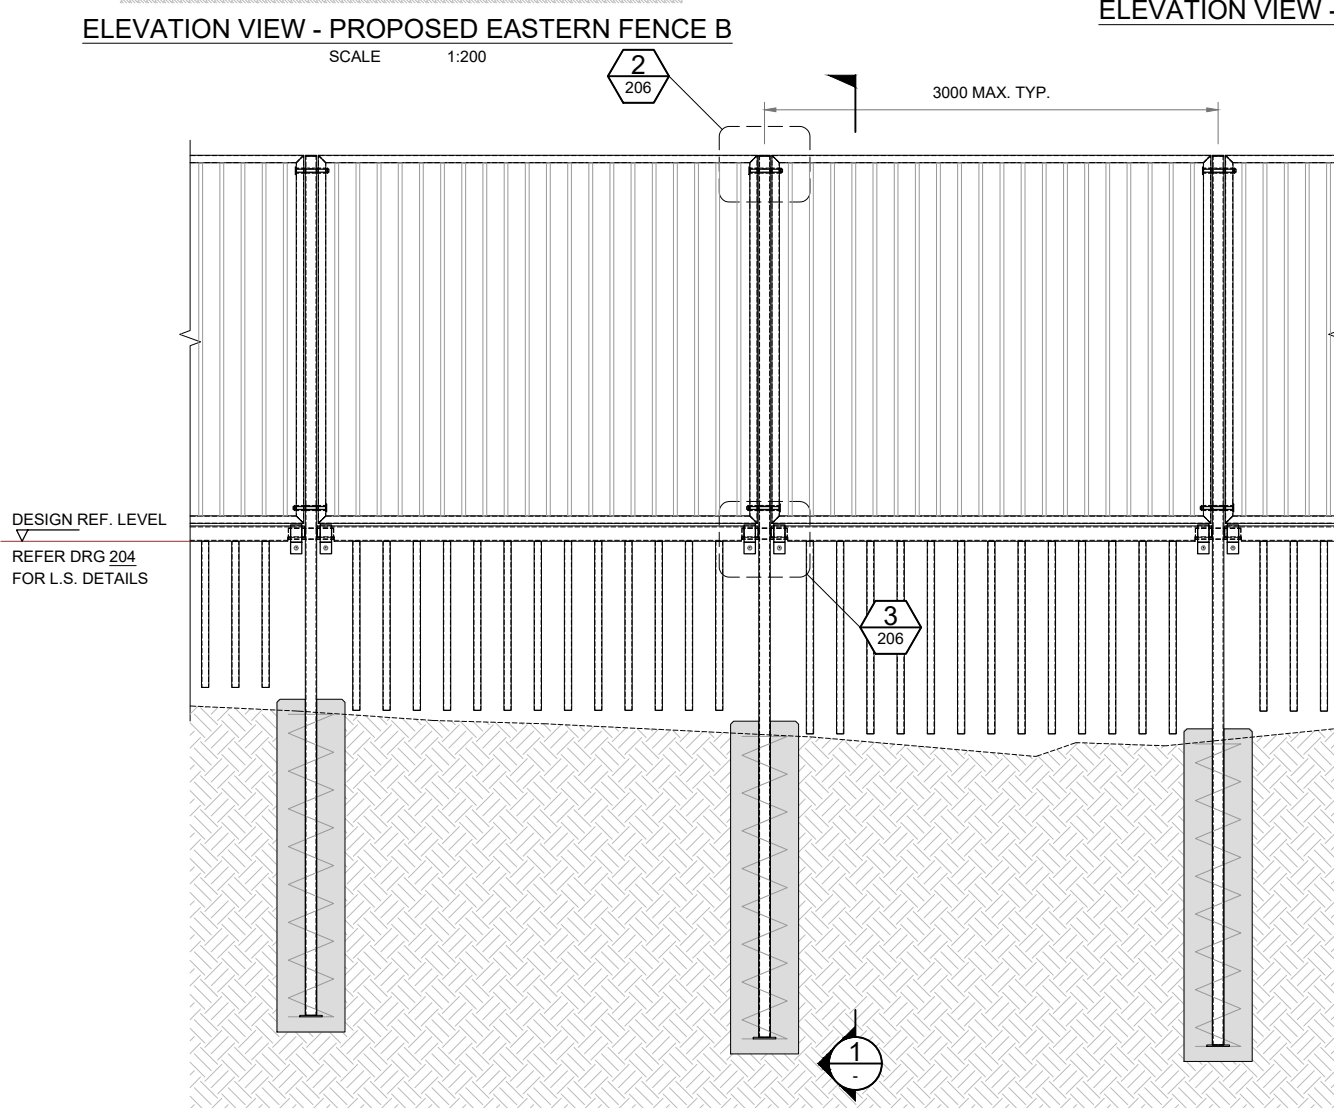 ELEVATION VIEW - PROPOSED EASTERN FENCE B
SCALE 1:200
ELEVATION VIEW -
2
206
3000 MAX. TYP.
DESIGN REF. LEVEL
REFER DRG 204
FOR L.S. DETAILS
3
206
1
-